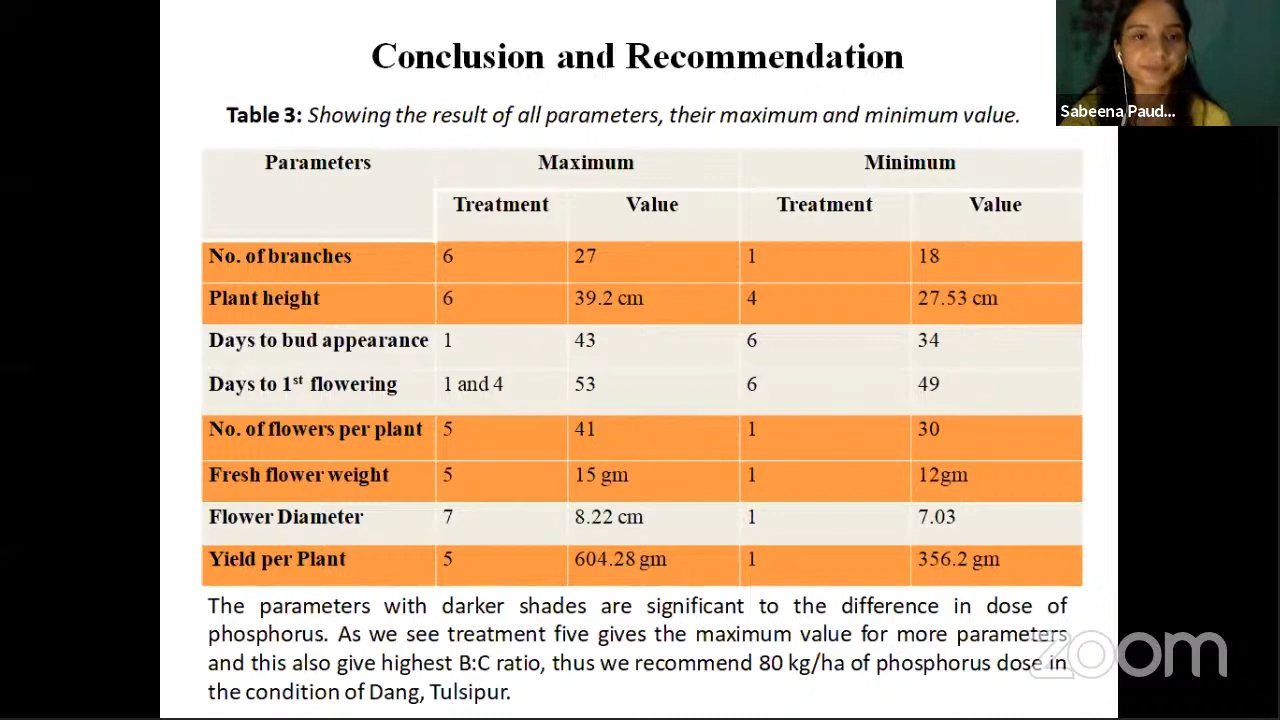 Conclusion and Recommendation
Sabeena Paud...
Table 3: Showing the result of all parameters, their maximum and minimum value.
Parameters Maximum Minimum
Treatment Value Treatment Value
No. of branches 6 27 1 18
Plant height 6 39.2 cm 4 27.53 cm
Days to bud appearance 1 43 6 34
Days to 1st flowering 1 and 4 53 6 49
No. of flowers per plant 5 41 1 30
Fresh flower weight 5 15 gm 1 12gm
Flower Diameter 7 8.22 cm 1 7.03
Yield per Plant 5 604.28 gm 1 356.2 gm
The parameters with darker shades are significant to the difference in dose of
phosphorus. As we see treatment five gives the maximum value for more parameters
and this also give highest B:C ratio, thus we recommend 80 kg/ha of phosphorus dose in
the condition of Dang, Tulsipur.
zoom